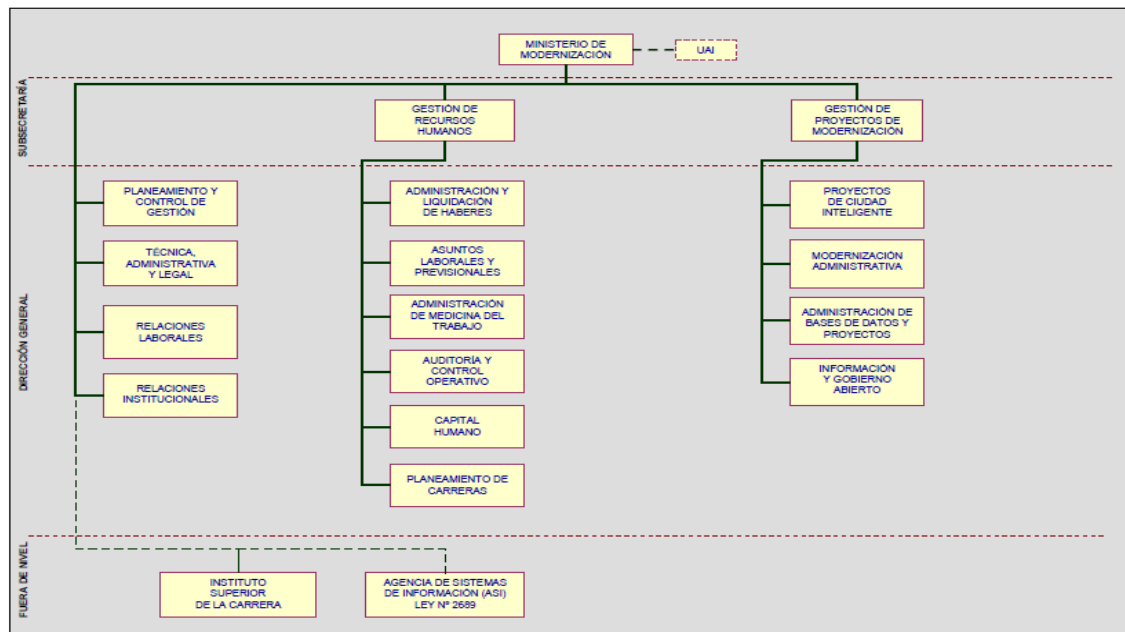 MINISTERIO DE
MODERNIZACIÓN
UAI
SUBSECRETARÍA
GESTIÓN DE
RECURSOS
HUMANOS
GESTIÓN DE
PROYECTOS DE
MODERNIZACIÓN
DIRECCIÓN GENERAL
PLANEAMIENTO Y
CONTROL DE
GESTIÓN
TÉCNICA,
ADMINISTRATIVA
Y LEGAL
RELACIONES
LABORALES
RELACIONES
INSTITUCIONALES
ADMINISTRACIÓN Y
LIQUIDACIÓN
DE HABERES
ASUNTOS
LABORALES Y
PREVISIONALES
ADMINISTRACIÓN
DE MEDICINA DEL
TRABAJO
AUDITORÍA Y
CONTROL
OPERATIVO
CAPITAL
HUMANO
PLANEAMIENTO DE
CARRERAS
PROYECTOS
DE CIUDAD
INTELIGENTE
MODERNIZACIÓN
ADMINISTRATIVA
ADMINISTRACIÓN DE
BASES DE DATOS Y
PROYECTOS
INFORMACIÓN
Y GOBIERNO
ABIERTO
FUERA DE NIVEL
INSTITUTO
SUPERIOR
DE LA CARRERA
AGENCIA DE SISTEMAS
DE INFORMACIÓN (ASI)
LEY Nº 2689